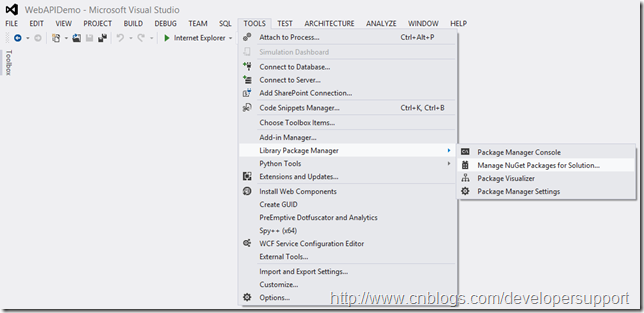 WebAPIDemo - Microsoft Visual Studio
FILE EDIT VIEW PROJECT BUILD DEBUG TEAM SQL TOOLS TEST ARCHITECTURE ANALYZE WINDOW HELP
Internet Explorer
Toolbox
Attach to Process... Ctrl+Alt+P
Simulation Dashboard
Connect to Database...
Connect to Server...
Add SharePoint Connection...
Code Snippets Manager... Ctrl+K, Ctrl+B
Choose Toolbox Items...
Add-in Manager...
Library Package Manager
Python Tools
Extensions and Updates...
Install Web Components
Create GUID
PreEmptive Dotfuscator and Analytics
Spy++ (x64)
WCF Service Configuration Editor
External Tools...
Import and Export Settings...
Customize...
Options...
Package Manager Console
Manage NuGet Packages for Solution...
Package Visualizer
Package Manager Settings
http://www.cnblogs.com/developersupport